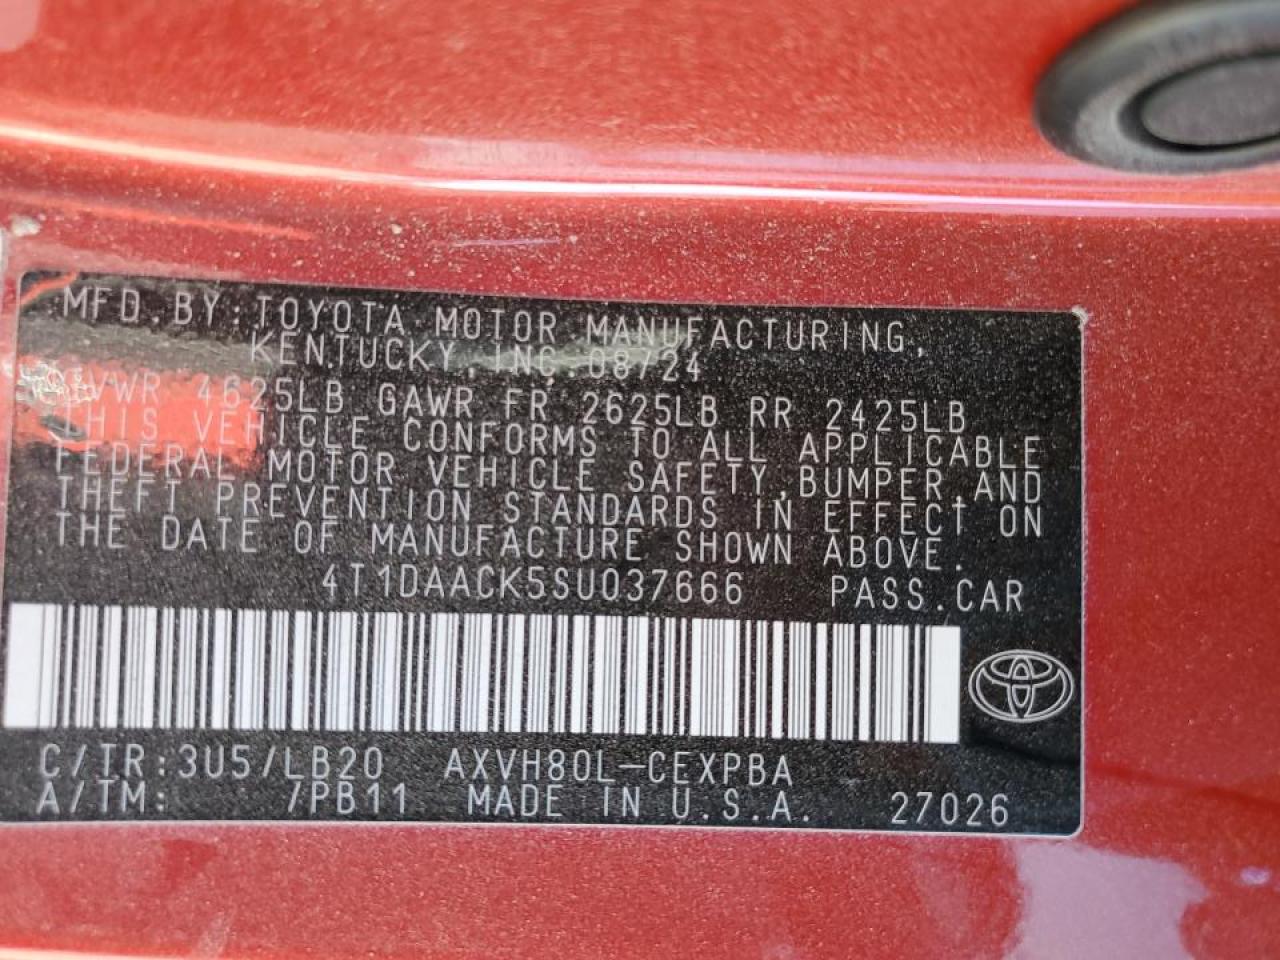 MFD.BY:TOYOTA MOTOR MANUFACTURING,
KENTUCKY, INC 08/24
GVWR 4625LB GAWR FR 2625LB RR 2425LB
THIS VEHICLE CONFORMS TO ALL APPLICABLE
FEDERAL MOTOR VEHICLE SAFETY,BUMPER,AND
THEFT PREVENTION STANDARDS IN EFFECT ON
THE DATE OF MANUFACTURE SHOWN ABOVE.
4T1DAACK5SU037666 PASS.CAR
C/TR:3U5/LB20 AXVH80L-CEXPBA
A/TM: /PB11 MADE IN U.S.A. 27026